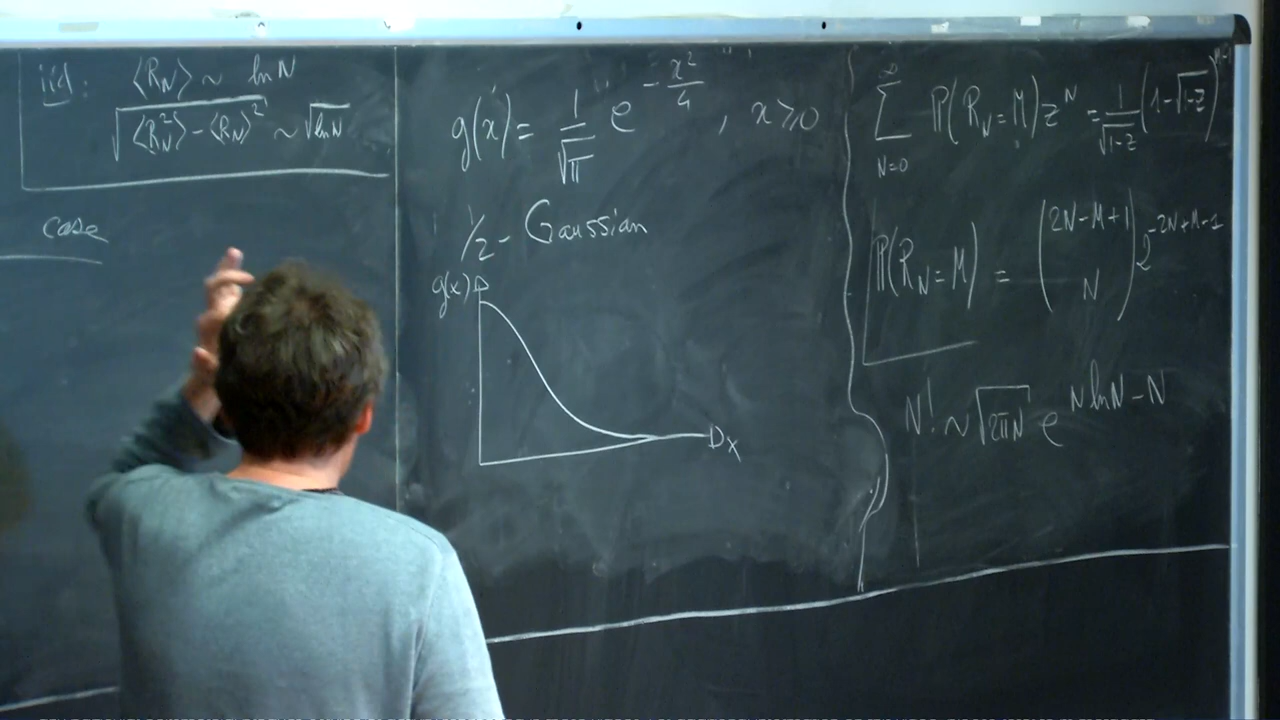 iid: ⟨R_N⟩ ~ ln N
√(⟨R_N²⟩ - ⟨R_N⟩²) ~ √(ln N)
case
g(x) = 1/√π e^{-x²/4}, x ≥ 0
1/2 - Gaussian
g(x)
x
∑_{N=0}^{∞} ℙ(R_N = M) z^N = 1/√(1-z) (1-√(1-z))^{M-1}
ℙ(R_N = M) = (2N-M+1 \choose N) 2^{-2N+M-1}
N! ~ √(2πN) e^{N ln N - N}